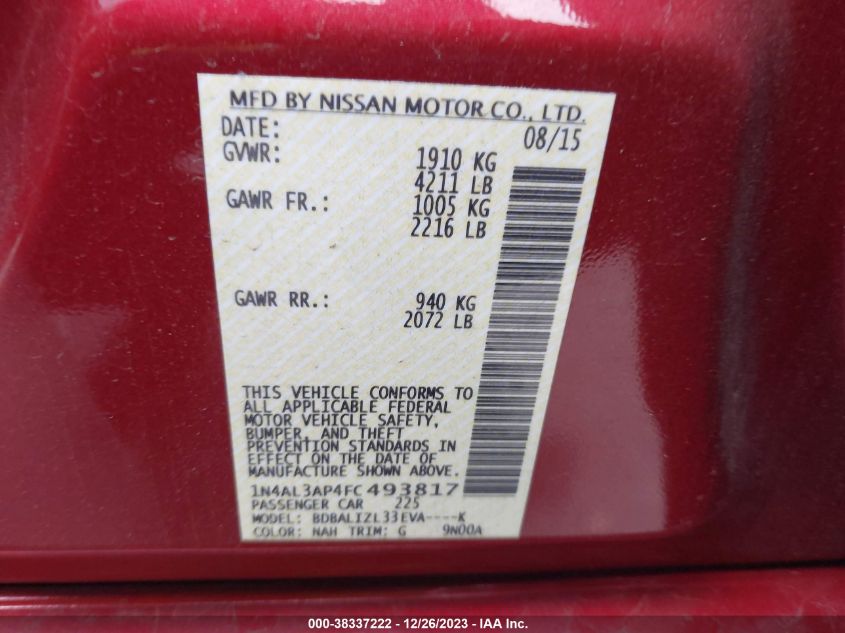 MFD BY NISSAN MOTOR CO., LTD.
DATE: 08/15
GVWR: 1910 KG
4211 LB
GAWR FR.: 1005 KG
2216 LB
GAWR RR.: 940 KG
2072 LB
THIS VEHICLE CONFORMS TO
ALL APPLICABLE FEDERAL
MOTOR VEHICLE SAFETY,
BUMPER, AND THEFT
PREVENTION STANDARDS IN
EFFECT ON THE DATE OF
MANUFACTURE SHOWN ABOVE.
1N4AL3AP4FC493817
PASSENGER CAR 225
MODEL: BDBALIZL33EVA----K
COLOR: NAH TRIM: G 9N00A
000-38337222 - 12/26/2023 - IAA Inc.